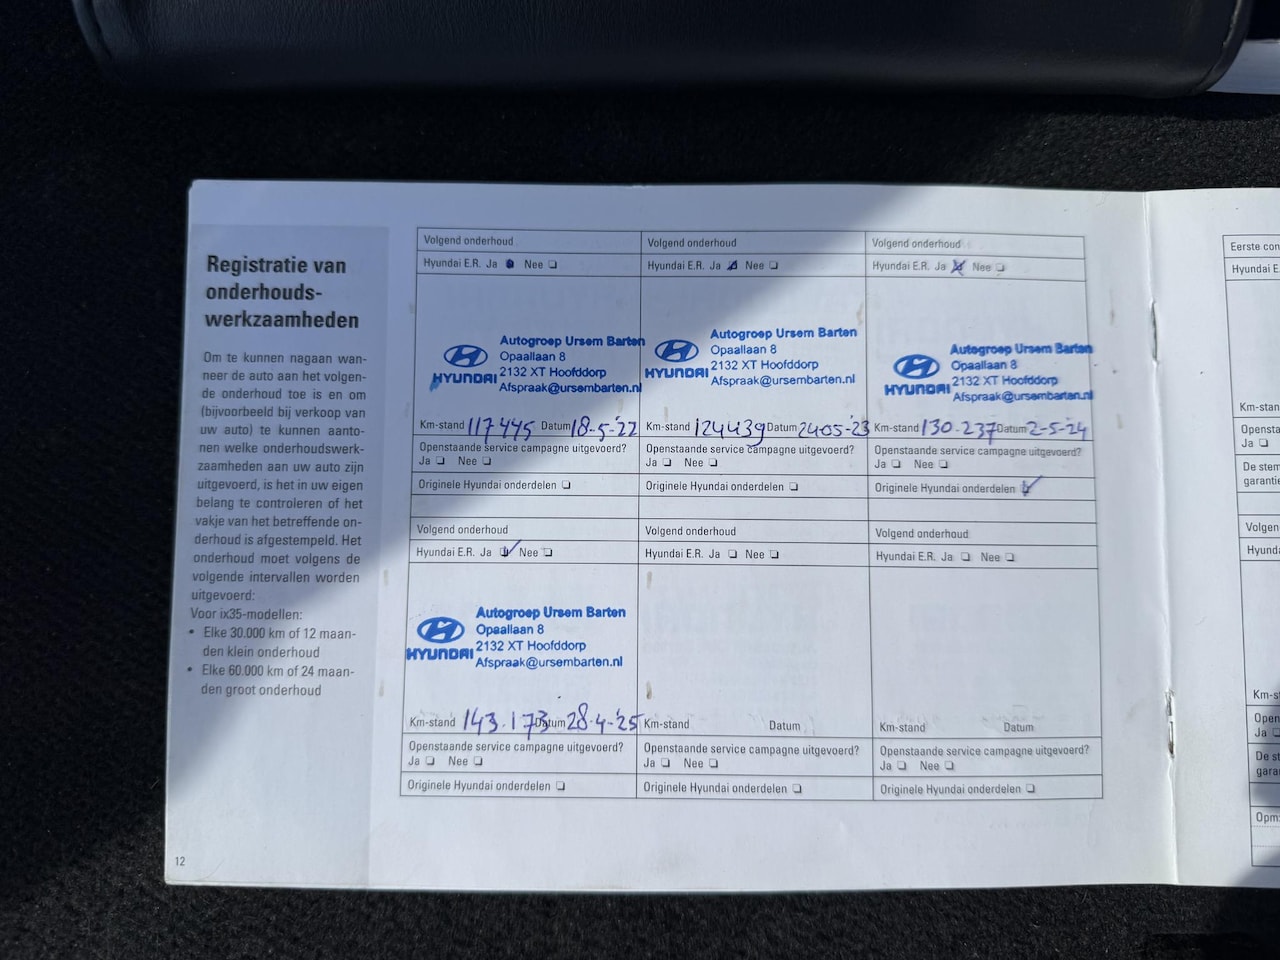 Registratie van
onderhouds-
werkzaamheden
Om te kunnen nagaan wan-
neer de auto aan het volgen-
de onderhoud toe is en om
(bijvoorbeeld bij verkoop van
uw auto) te kunnen aanto-
nen welke onderhoudswerk-
zaamheden aan uw auto zijn
uitgevoerd, is het in uw eigen
belang te controleren of het
vakje van het betreffende on-
derhoud is afgestempeld. Het
onderhoud moet volgens de
volgende intervallen worden
uitgevoerd:
Voor ix35-modellen:
• Elke 30.000 km of 12 maan-
den klein onderhoud
• Elke 60.000 km of 24 maan-
den groot onderhoud
12
Volgend onderhoud
Hyundai E.R. Ja Nee
HYUNDAI
Autogroep Ursem Barten
Opaallaan 8
2132 XT Hoofddorp
Afspraak@ursembarten.nl
Km-stand 117445 Datum 18-5-'22
Openstaande service campagne uitgevoerd?
Ja Nee
Originele Hyundai onderdelen
Volgend onderhoud
Hyundai E.R. Ja Nee
HYUNDAI
Autogroep Ursem Barten
Opaallaan 8
2132 XT Hoofddorp
Afspraak@ursembarten.nl
Km-stand 124439 Datum 24-05-'23
Openstaande service campagne uitgevoerd?
Ja Nee
Originele Hyundai onderdelen
Volgend onderhoud
Hyundai E.R. Ja Nee
HYUNDAI
Autogroep Ursem Barten
Opaallaan 8
2132 XT Hoofddorp
Afspraak@ursembarten.nl
Km-stand 130.237 Datum 2-5-24
Openstaande service campagne uitgevoerd?
Ja Nee
Originele Hyundai onderdelen
Volgend onderhoud
Hyundai E.R. Ja Nee
HYUNDAI
Autogroep Ursem Barten
Opaallaan 8
2132 XT Hoofddorp
Afspraak@ursembarten.nl
Km-stand 143.173 Datum 28-4-'25
Openstaande service campagne uitgevoerd?
Ja Nee
Originele Hyundai onderdelen
Volgend onderhoud
Hyundai E.R. Ja Nee
Km-stand Datum
Openstaande service campagne uitgevoerd?
Ja Nee
Originele Hyundai onderdelen
Volgend onderhoud
Hyundai E.R. Ja Nee
Km-stand Datum
Openstaande service campagne uitgevoerd?
Ja Nee
Originele Hyundai onderdelen
Eerste con
Hyundai E
Km-stan
Opensta
Ja
De stem
garantie
Volgen
Hyunda
Km-s
Open
Ja
De st
gara
Opm